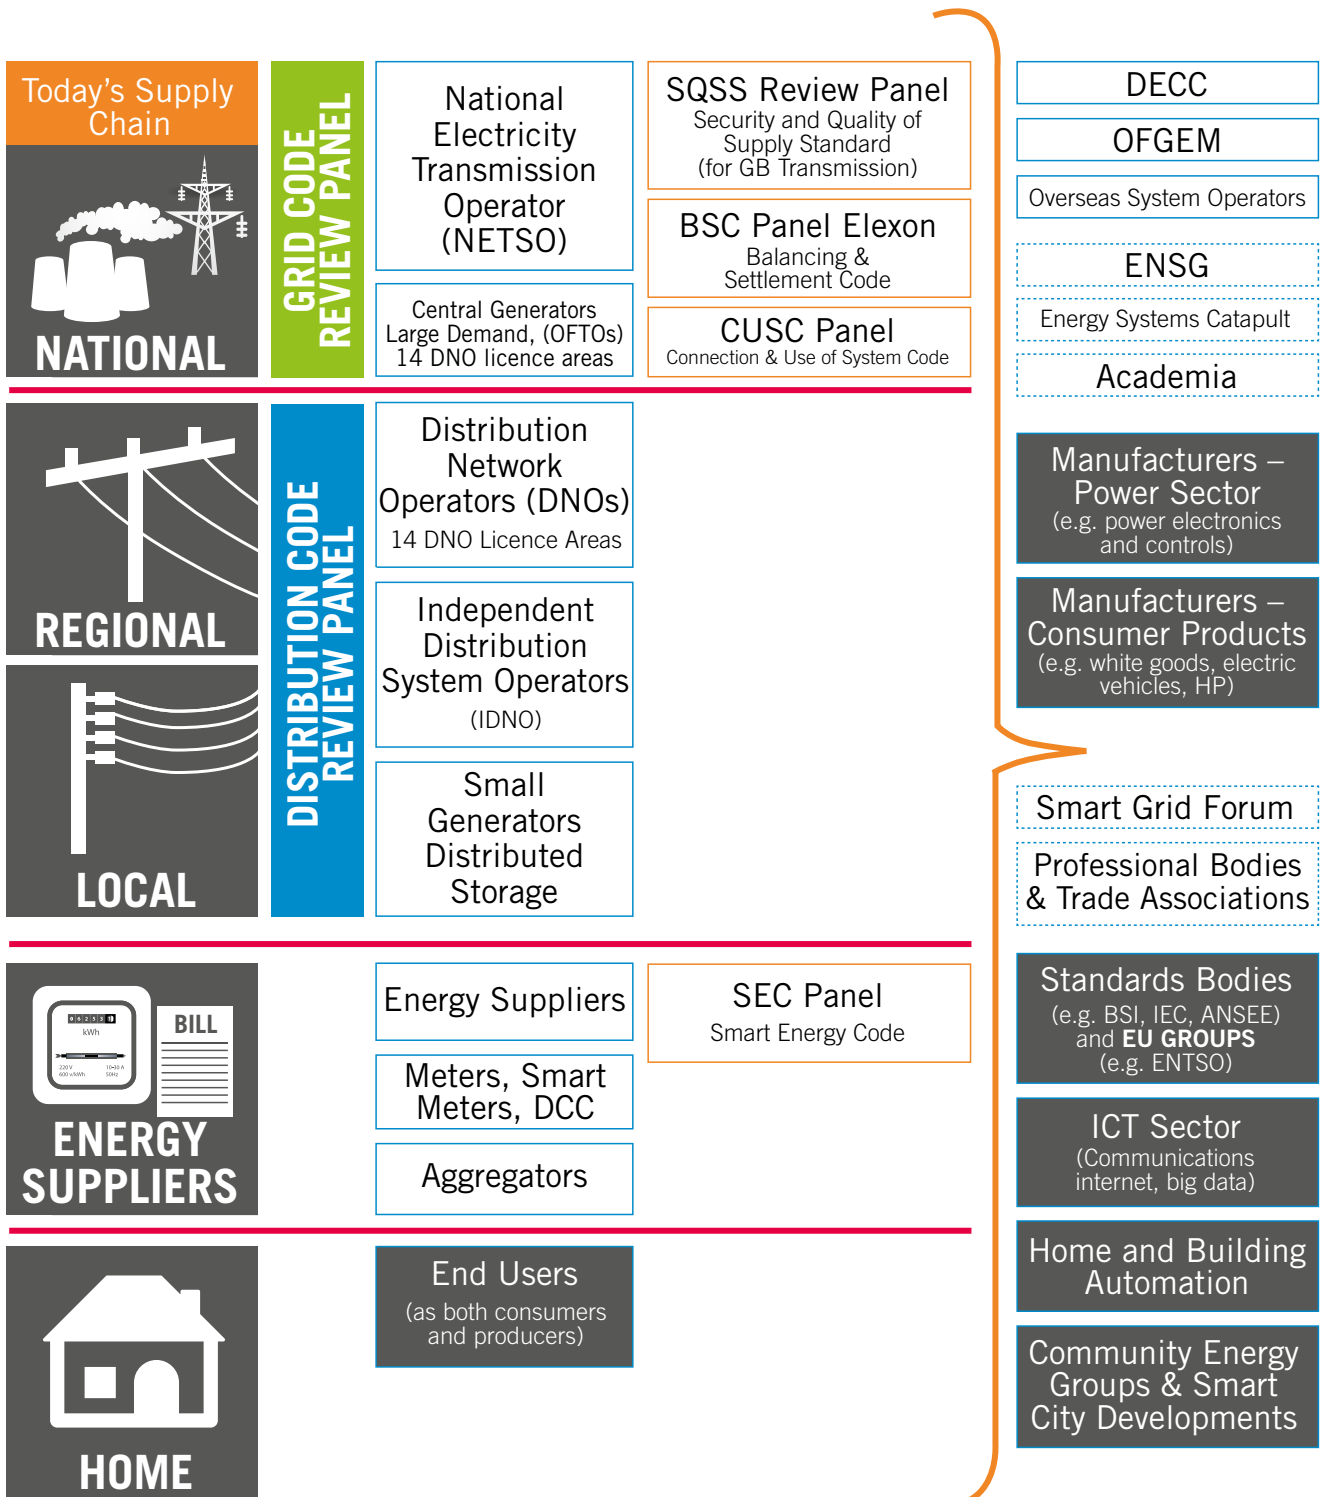 Today's Supply
Chain
NATIONAL
GRID CODE
REVIEW PANEL
National
Electricity
Transmission
Operator
(NETSO)
Central Generators
Large Demand, (OFTOs)
14 DNO licence areas
SQSS Review Panel
Security and Quality of
Supply Standard
(for GB Transmission)
BSC Panel Elexon
Balancing &
Settlement Code
CUSC Panel
Connection & Use of System Code
REGIONAL
LOCAL
DISTRIBUTION CODE
REVIEW PANEL
Distribution
Network
Operators (DNOs)
14 DNO Licence Areas
Independent
Distribution
System Operators
(IDNO)
Small
Generators
Distributed
Storage
kWh
220 V
600 v/kWh
10-30 A
50Hz
BILL
ENERGY
SUPPLIERS
Energy Suppliers
Meters, Smart
Meters, DCC
Aggregators
SEC Panel
Smart Energy Code
HOME
End Users
(as both consumers
and producers)
DECC
OFGEM
Overseas System Operators
ENSG
Energy Systems Catapult
Academia
Manufacturers –
Power Sector
(e.g. power electronics
and controls)
Manufacturers –
Consumer Products
(e.g. white goods, electric
vehicles, HP)
Smart Grid Forum
Professional Bodies
& Trade Associations
Standards Bodies
(e.g. BSI, IEC, ANSEE)
and EU GROUPS
(e.g. ENTSO)
ICT Sector
(Communications
internet, big data)
Home and Building
Automation
Community Energy
Groups & Smart
City Developments